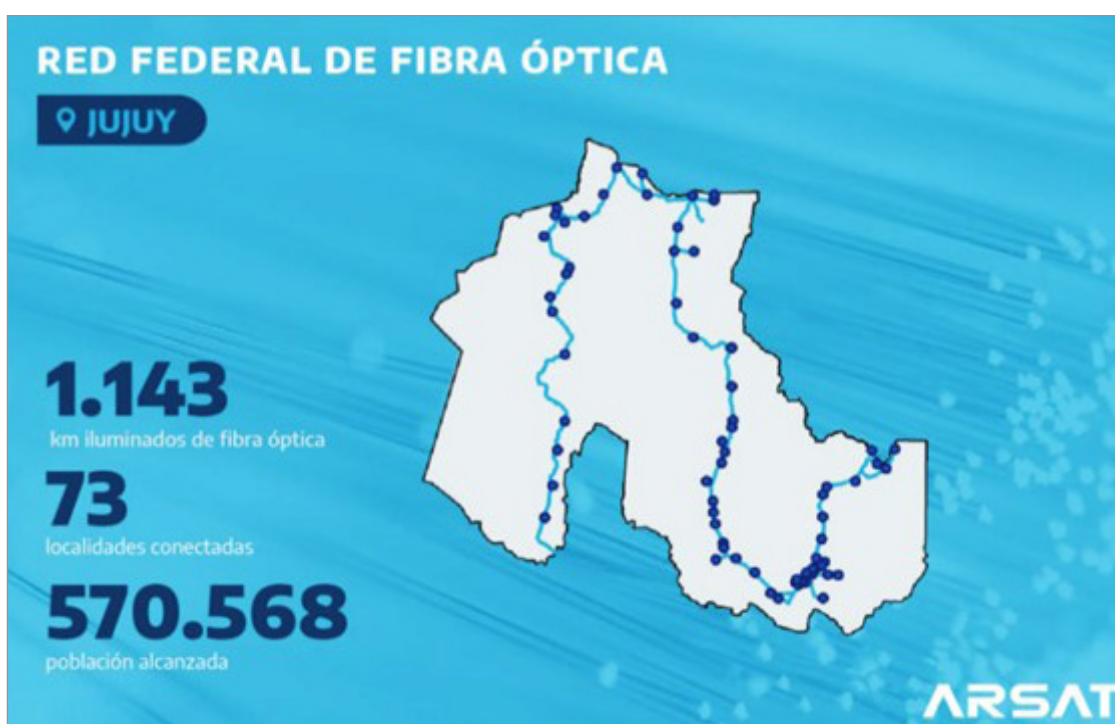 RED FEDERAL DE FIBRA ÓPTICA
JUJUY
1.143
km iluminados de fibra óptica
73
localidades conectadas
570.568
población alcanzada
ARSAT